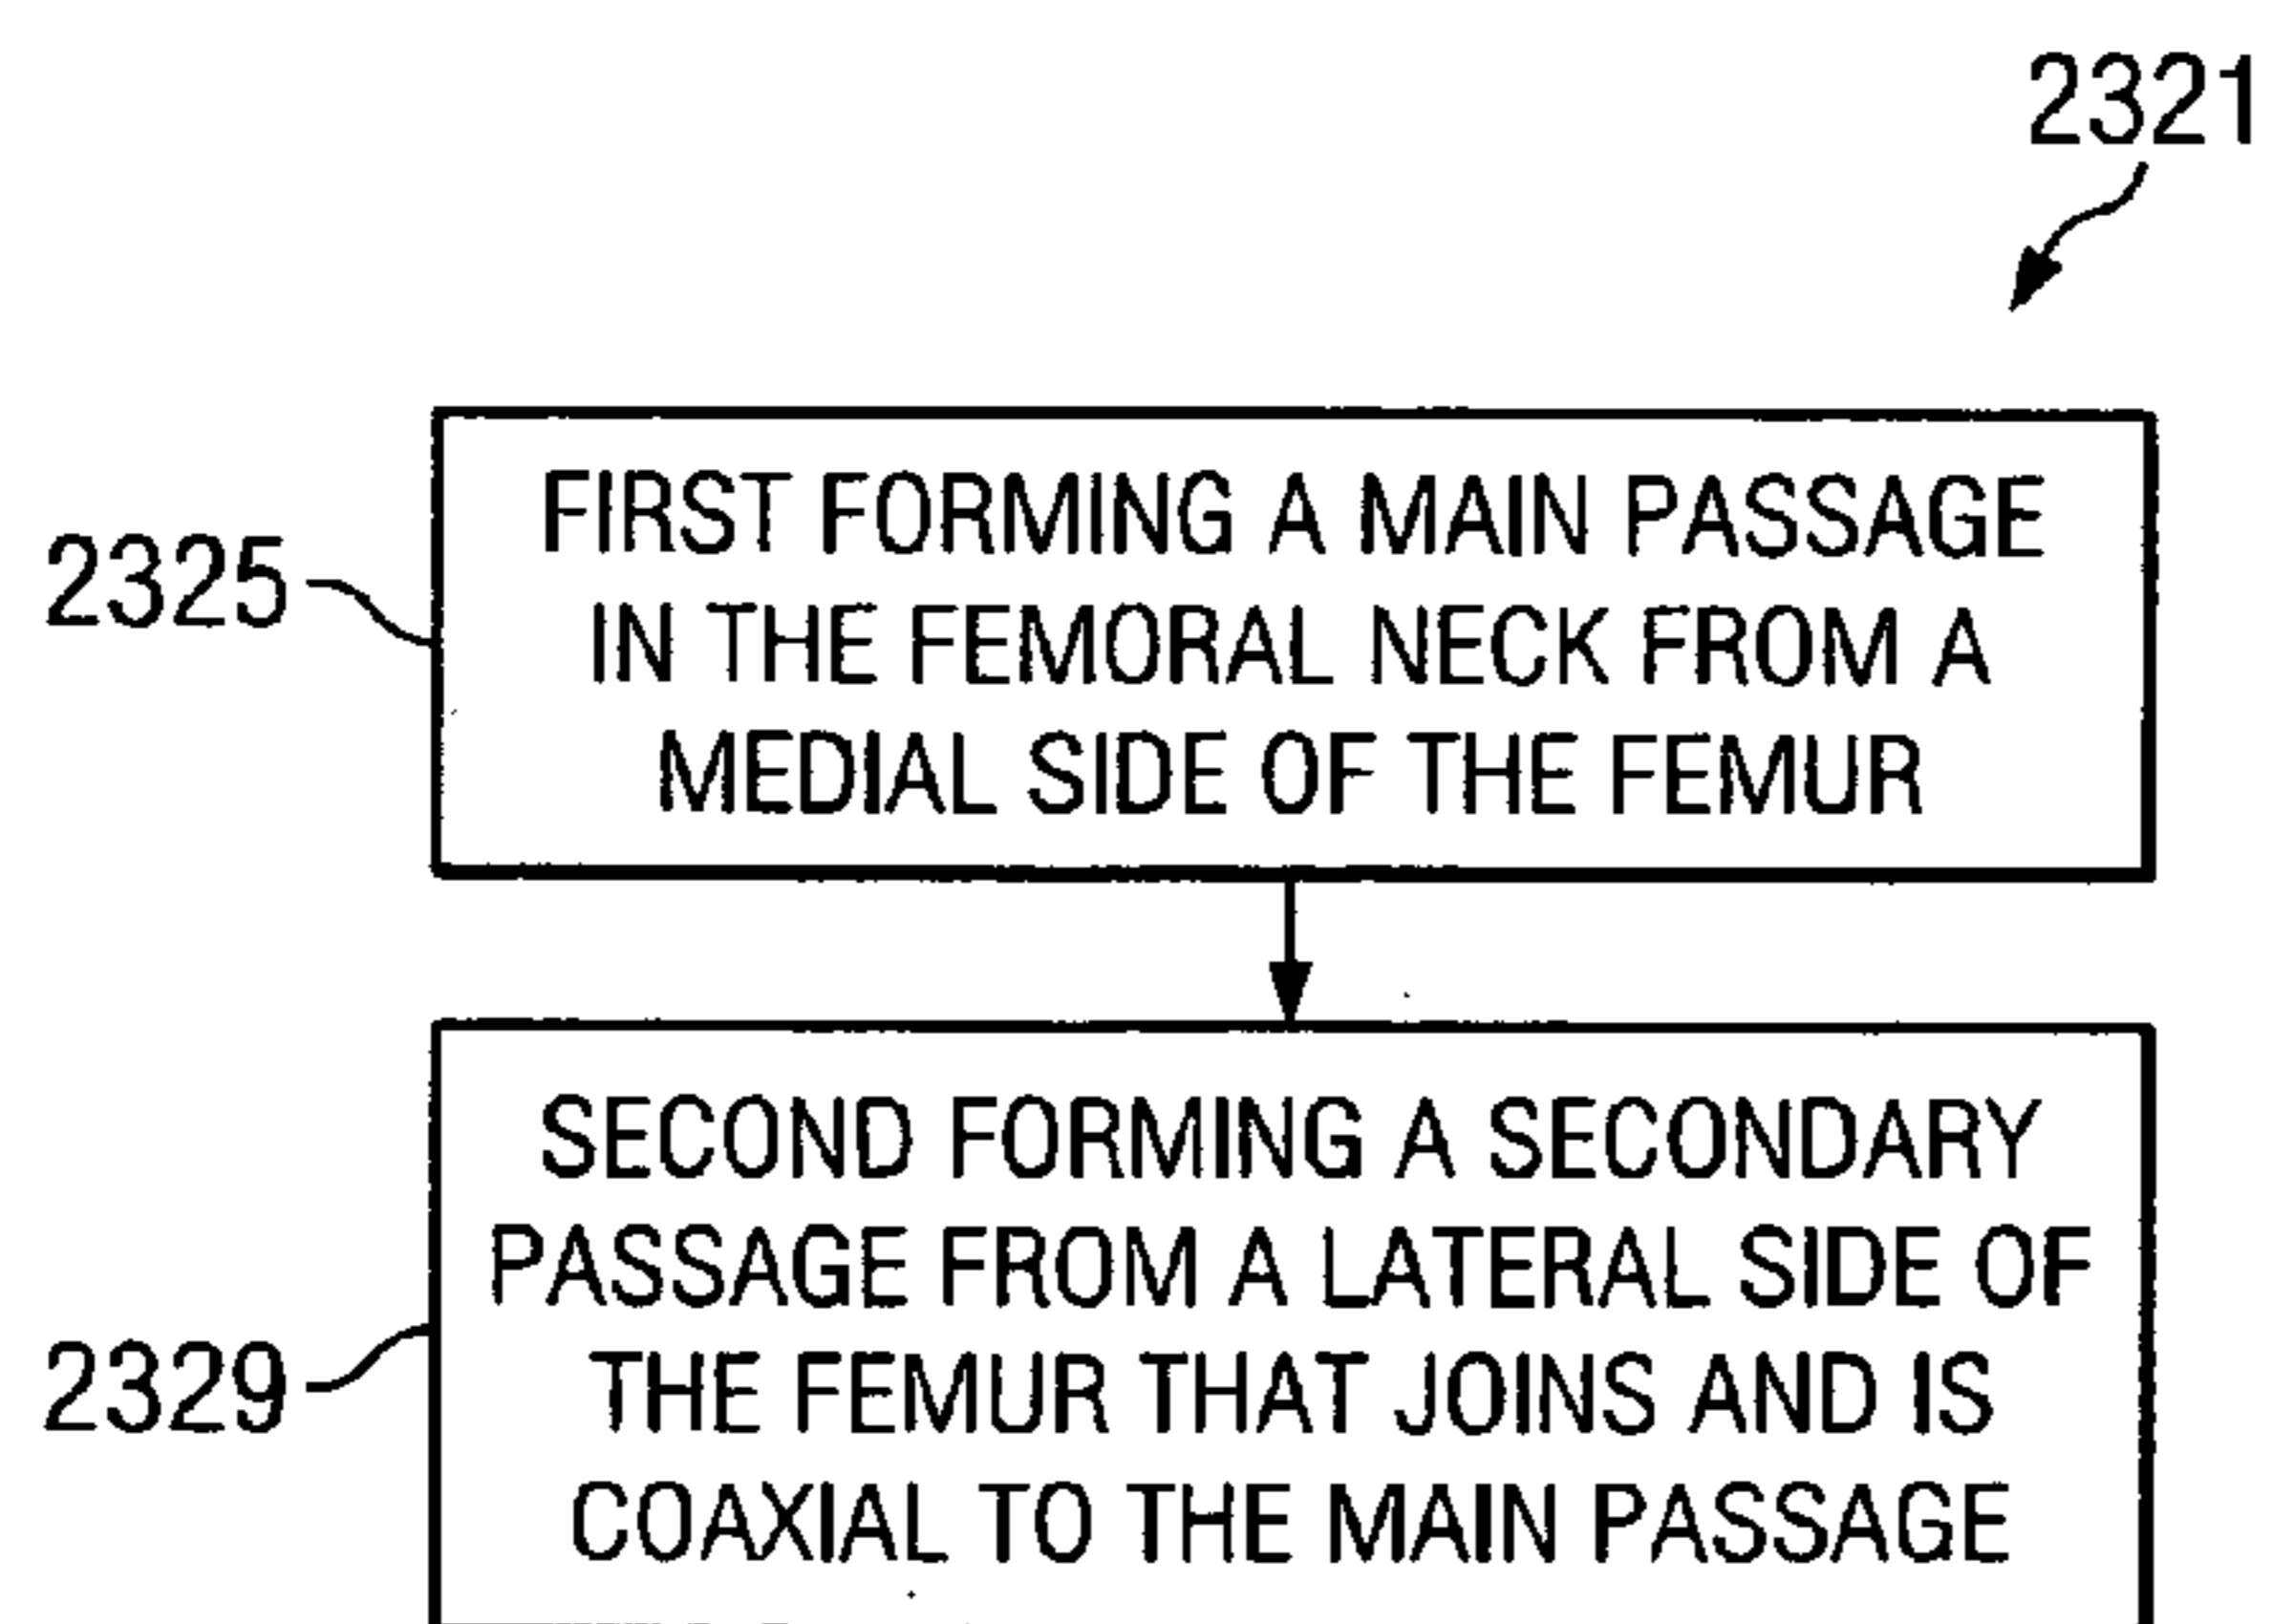 2321
2325
FIRST FORMING A MAIN PASSAGE
IN THE FEMORAL NECK FROM A
MEDIAL SIDE OF THE FEMUR
2329
SECOND FORMING A SECONDARY
PASSAGE FROM A LATERAL SIDE OF
THE FEMUR THAT JOINS AND IS
COAXIAL TO THE MAIN PASSAGE